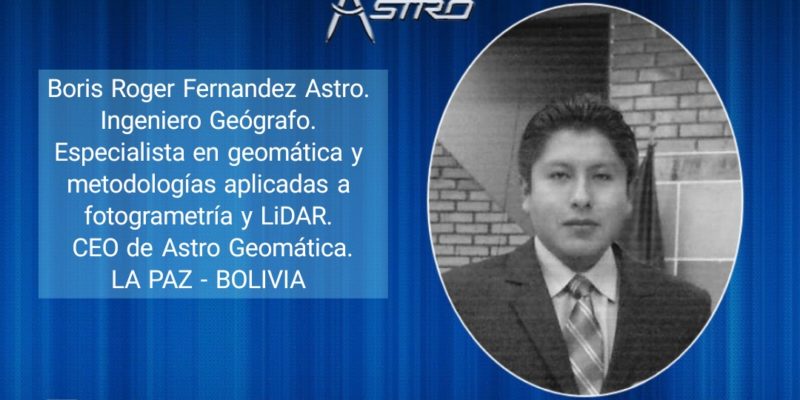 ASTRO
Boris Roger Fernandez Astro.
Ingeniero Geógrafo.
Especialista en geomática y
metodologías aplicadas a
fotogrametría y LiDAR.
CEO de Astro Geomática.
LA PAZ - BOLIVIA